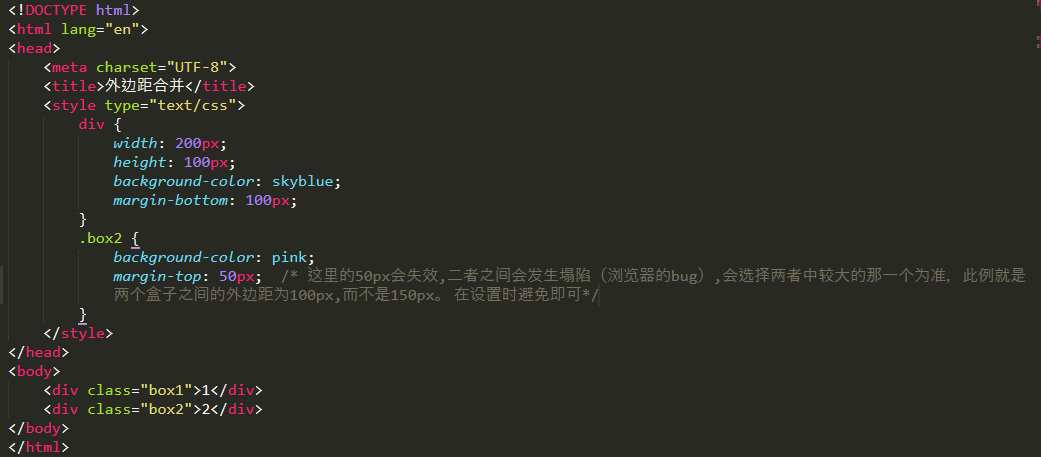 <!DOCTYPE html>
<html lang="en">
<head>
    <meta charset="UTF-8">
    <title>外边距合并</title>
    <style type="text/css">
        div {
            width: 200px;
            height: 100px;
            background-color: skyblue;
            margin-bottom: 100px;
        }
        .box2 {
            background-color: pink;
            margin-top: 50px;  /* 这里的50px会失效,二者之间会发生塌陷（浏览器的bug）,会选择两者中较大的那一个为准, 此例就是
            两个盒子之间的外边距为100px,而不是150px。 在设置时避免即可*/
        }
    </style>
</head>
<body>
    <div class="box1">1</div>
    <div class="box2">2</div>
</body>
</html>